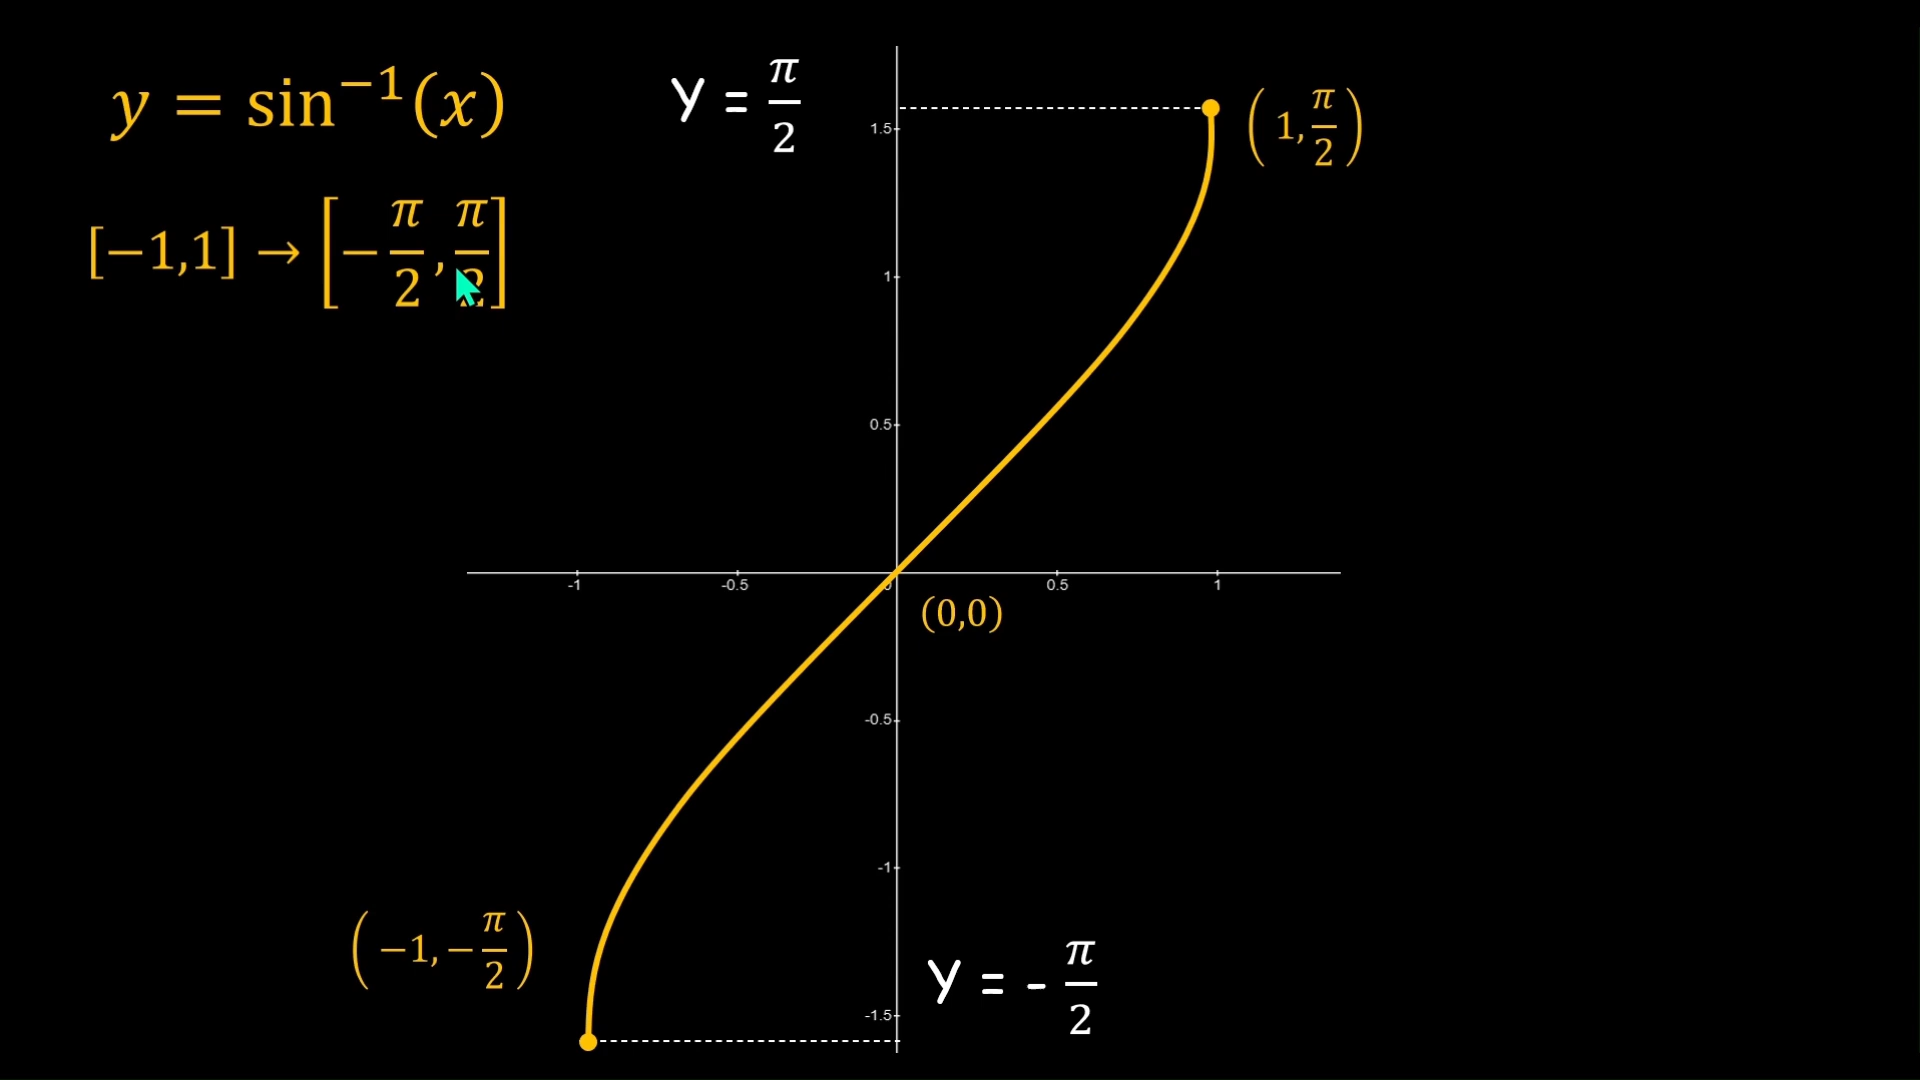 y = sin⁻¹(x)
[−1,1] → [−π/2, π/2]
y = π/2
(1, π/2)
1.5
1
0.5
-1
-0.5
0
0.5
1
(0,0)
-0.5
-1
(−1, −π/2)
y = - π/2
-1.5